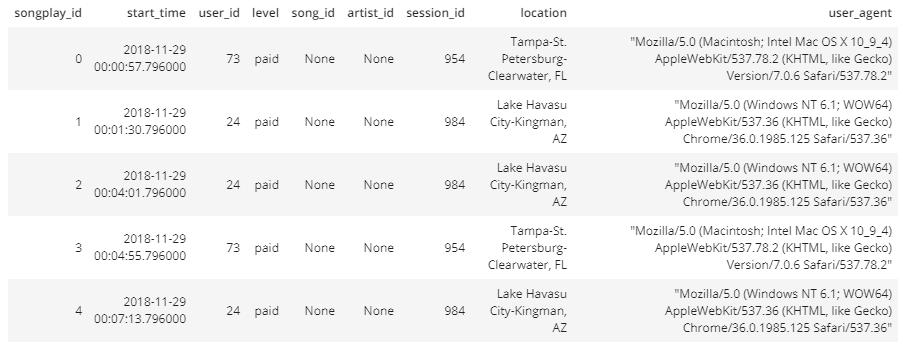 songplay_id start_time user_id level song_id artist_id session_id location user_agent
0 2018-11-29 00:00:57.796000 73 paid None None 954 Tampa-St. Petersburg-Clearwater, FL "Mozilla/5.0 (Macintosh; Intel Mac OS X 10_9_4) AppleWebKit/537.78.2 (KHTML, like Gecko) Version/7.0.6 Safari/537.78.2"
1 2018-11-29 00:01:30.796000 24 paid None None 984 Lake Havasu City-Kingman, AZ "Mozilla/5.0 (Windows NT 6.1; WOW64) AppleWebKit/537.36 (KHTML, like Gecko) Chrome/36.0.1985.125 Safari/537.36"
2 2018-11-29 00:04:01.796000 24 paid None None 984 Lake Havasu City-Kingman, AZ "Mozilla/5.0 (Windows NT 6.1; WOW64) AppleWebKit/537.36 (KHTML, like Gecko) Chrome/36.0.1985.125 Safari/537.36"
3 2018-11-29 00:04:55.796000 73 paid None None 954 Tampa-St. Petersburg-Clearwater, FL "Mozilla/5.0 (Macintosh; Intel Mac OS X 10_9_4) AppleWebKit/537.78.2 (KHTML, like Gecko) Version/7.0.6 Safari/537.78.2"
4 2018-11-29 00:07:13.796000 24 paid None None 984 Lake Havasu City-Kingman, AZ "Mozilla/5.0 (Windows NT 6.1; WOW64) AppleWebKit/537.36 (KHTML, like Gecko) Chrome/36.0.1985.125 Safari/537.36"